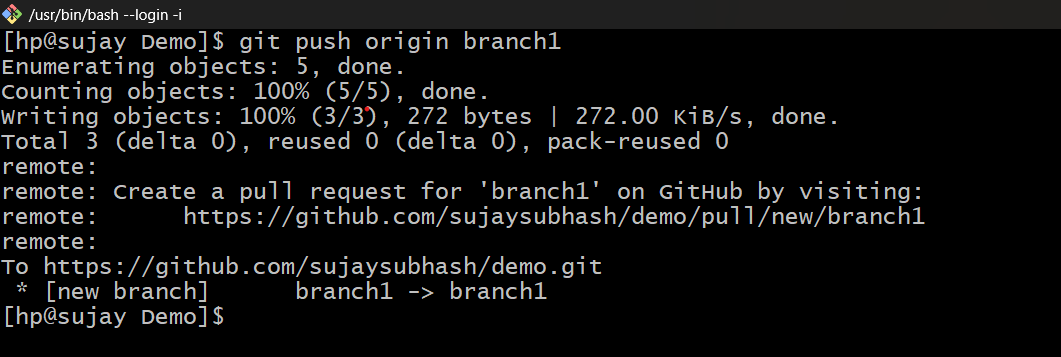 /usr/bin/bash --login -i
[hp@sujay Demo]$ git push origin branch1
Enumerating objects: 5, done.
Counting objects: 100% (5/5), done.
Writing objects: 100% (3/3), 272 bytes | 272.00 KiB/s, done.
Total 3 (delta 0), reused 0 (delta 0), pack-reused 0
remote:
remote: Create a pull request for 'branch1' on GitHub by visiting:
remote:      https://github.com/sujaysubhash/demo/pull/new/branch1
remote:
To https://github.com/sujaysubhash/demo.git
 * [new branch]      branch1 -> branch1
[hp@sujay Demo]$